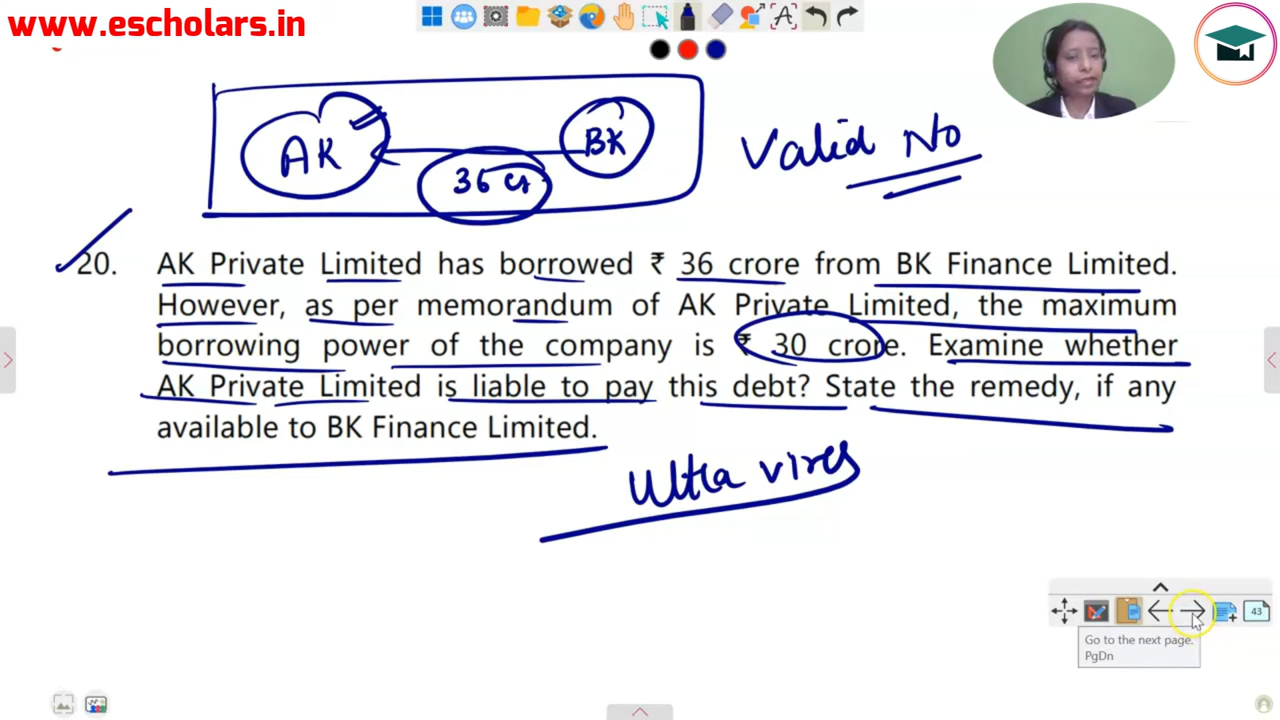 www.escholars.in
AK
BK
36 cr
Valid No
20. AK Private Limited has borrowed ₹ 36 crore from BK Finance Limited.
However, as per memorandum of AK Private Limited, the maximum
borrowing power of the company is ₹ 30 crore. Examine whether
AK Private Limited is liable to pay this debt? State the remedy, if any
available to BK Finance Limited.
Ultra vires
43
Go to the next page.
PgDn